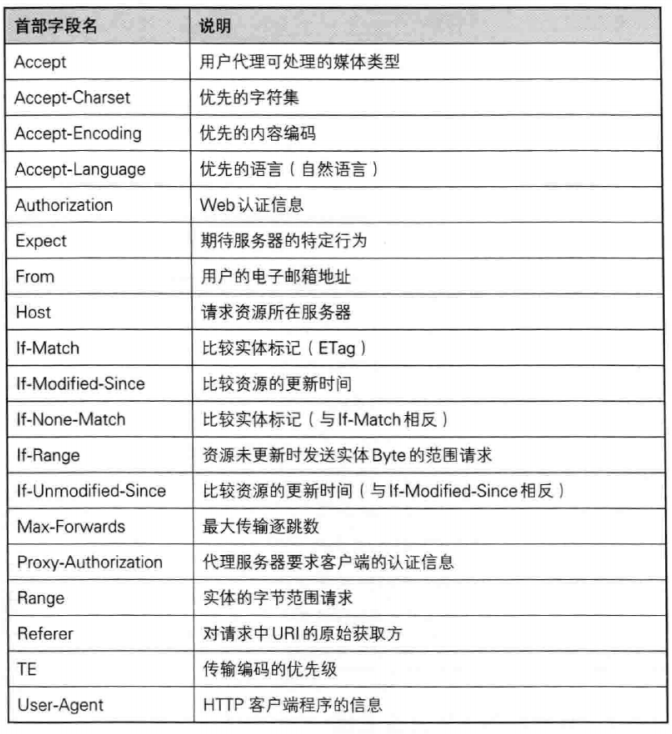 首部字段名 说明
Accept 用户代理可处理的媒体类型
Accept-Charset 优先的字符集
Accept-Encoding 优先的内容编码
Accept-Language 优先的语言（自然语言）
Authorization Web认证信息
Expect 期待服务器的特定行为
From 用户的电子邮箱地址
Host 请求资源所在服务器
If-Match 比较实体标记（ETag）
If-Modified-Since 比较资源的更新时间
If-None-Match 比较实体标记（与If-Match相反）
If-Range 资源未更新时发送实体Byte的范围请求
If-Unmodified-Since 比较资源的更新时间（与If-Modified-Since相反）
Max-Forwards 最大传输逐跳数
Proxy-Authorization 代理服务器要求客户端的认证信息
Range 实体的字节范围请求
Referer 对请求中URI的原始获取方
TE 传输编码的优先级
User-Agent HTTP 客户端程序的信息